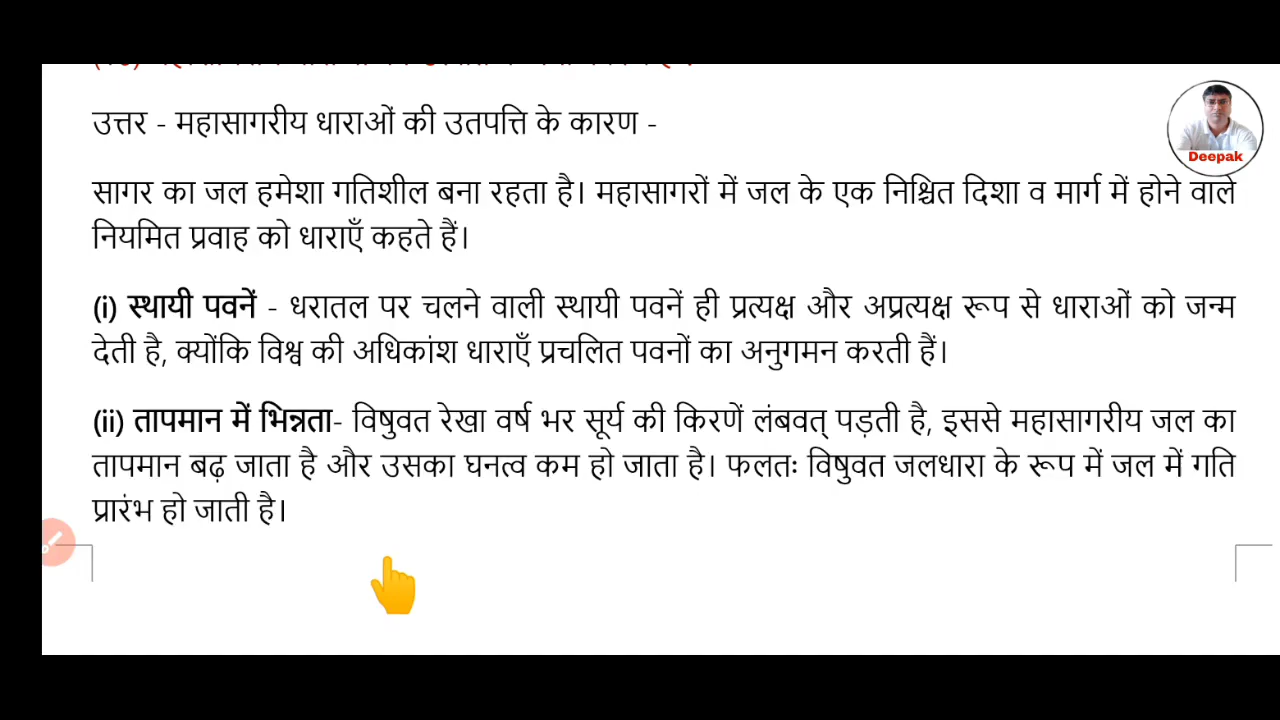 उत्तर - महासागरीय धाराओं की उतपत्ति के कारण -
Deepak
सागर का जल हमेशा गतिशील बना रहता है। महासागरों में जल के एक निश्चित दिशा व मार्ग में होने वाले
नियमित प्रवाह को धाराएँ कहते हैं।
(i) स्थायी पवनें - धरातल पर चलने वाली स्थायी पवनें ही प्रत्यक्ष और अप्रत्यक्ष रूप से धाराओं को जन्म
देती है, क्योंकि विश्व की अधिकांश धाराएँ प्रचलित पवनों का अनुगमन करती हैं।
(ii) तापमान में भिन्नता- विषुवत रेखा वर्ष भर सूर्य की किरणें लंबवत् पड़ती है, इससे महासागरीय जल का
तापमान बढ़ जाता है और उसका घनत्व कम हो जाता है। फलतः विषुवत जलधारा के रूप में जल में गति
प्रारंभ हो जाती है।